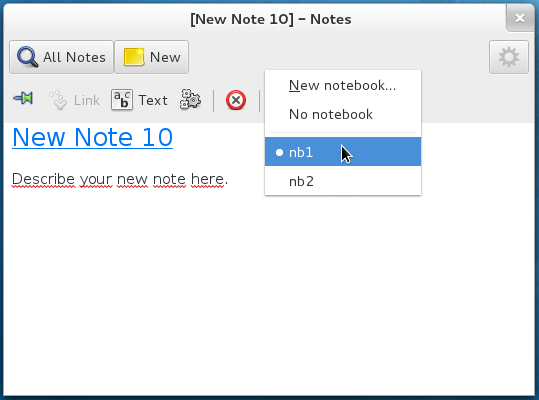 [New Note 10] – Notes
All Notes
New
Link
Text
New notebook...
No notebook
nb1
nb2
New Note 10
Describe your new note here.